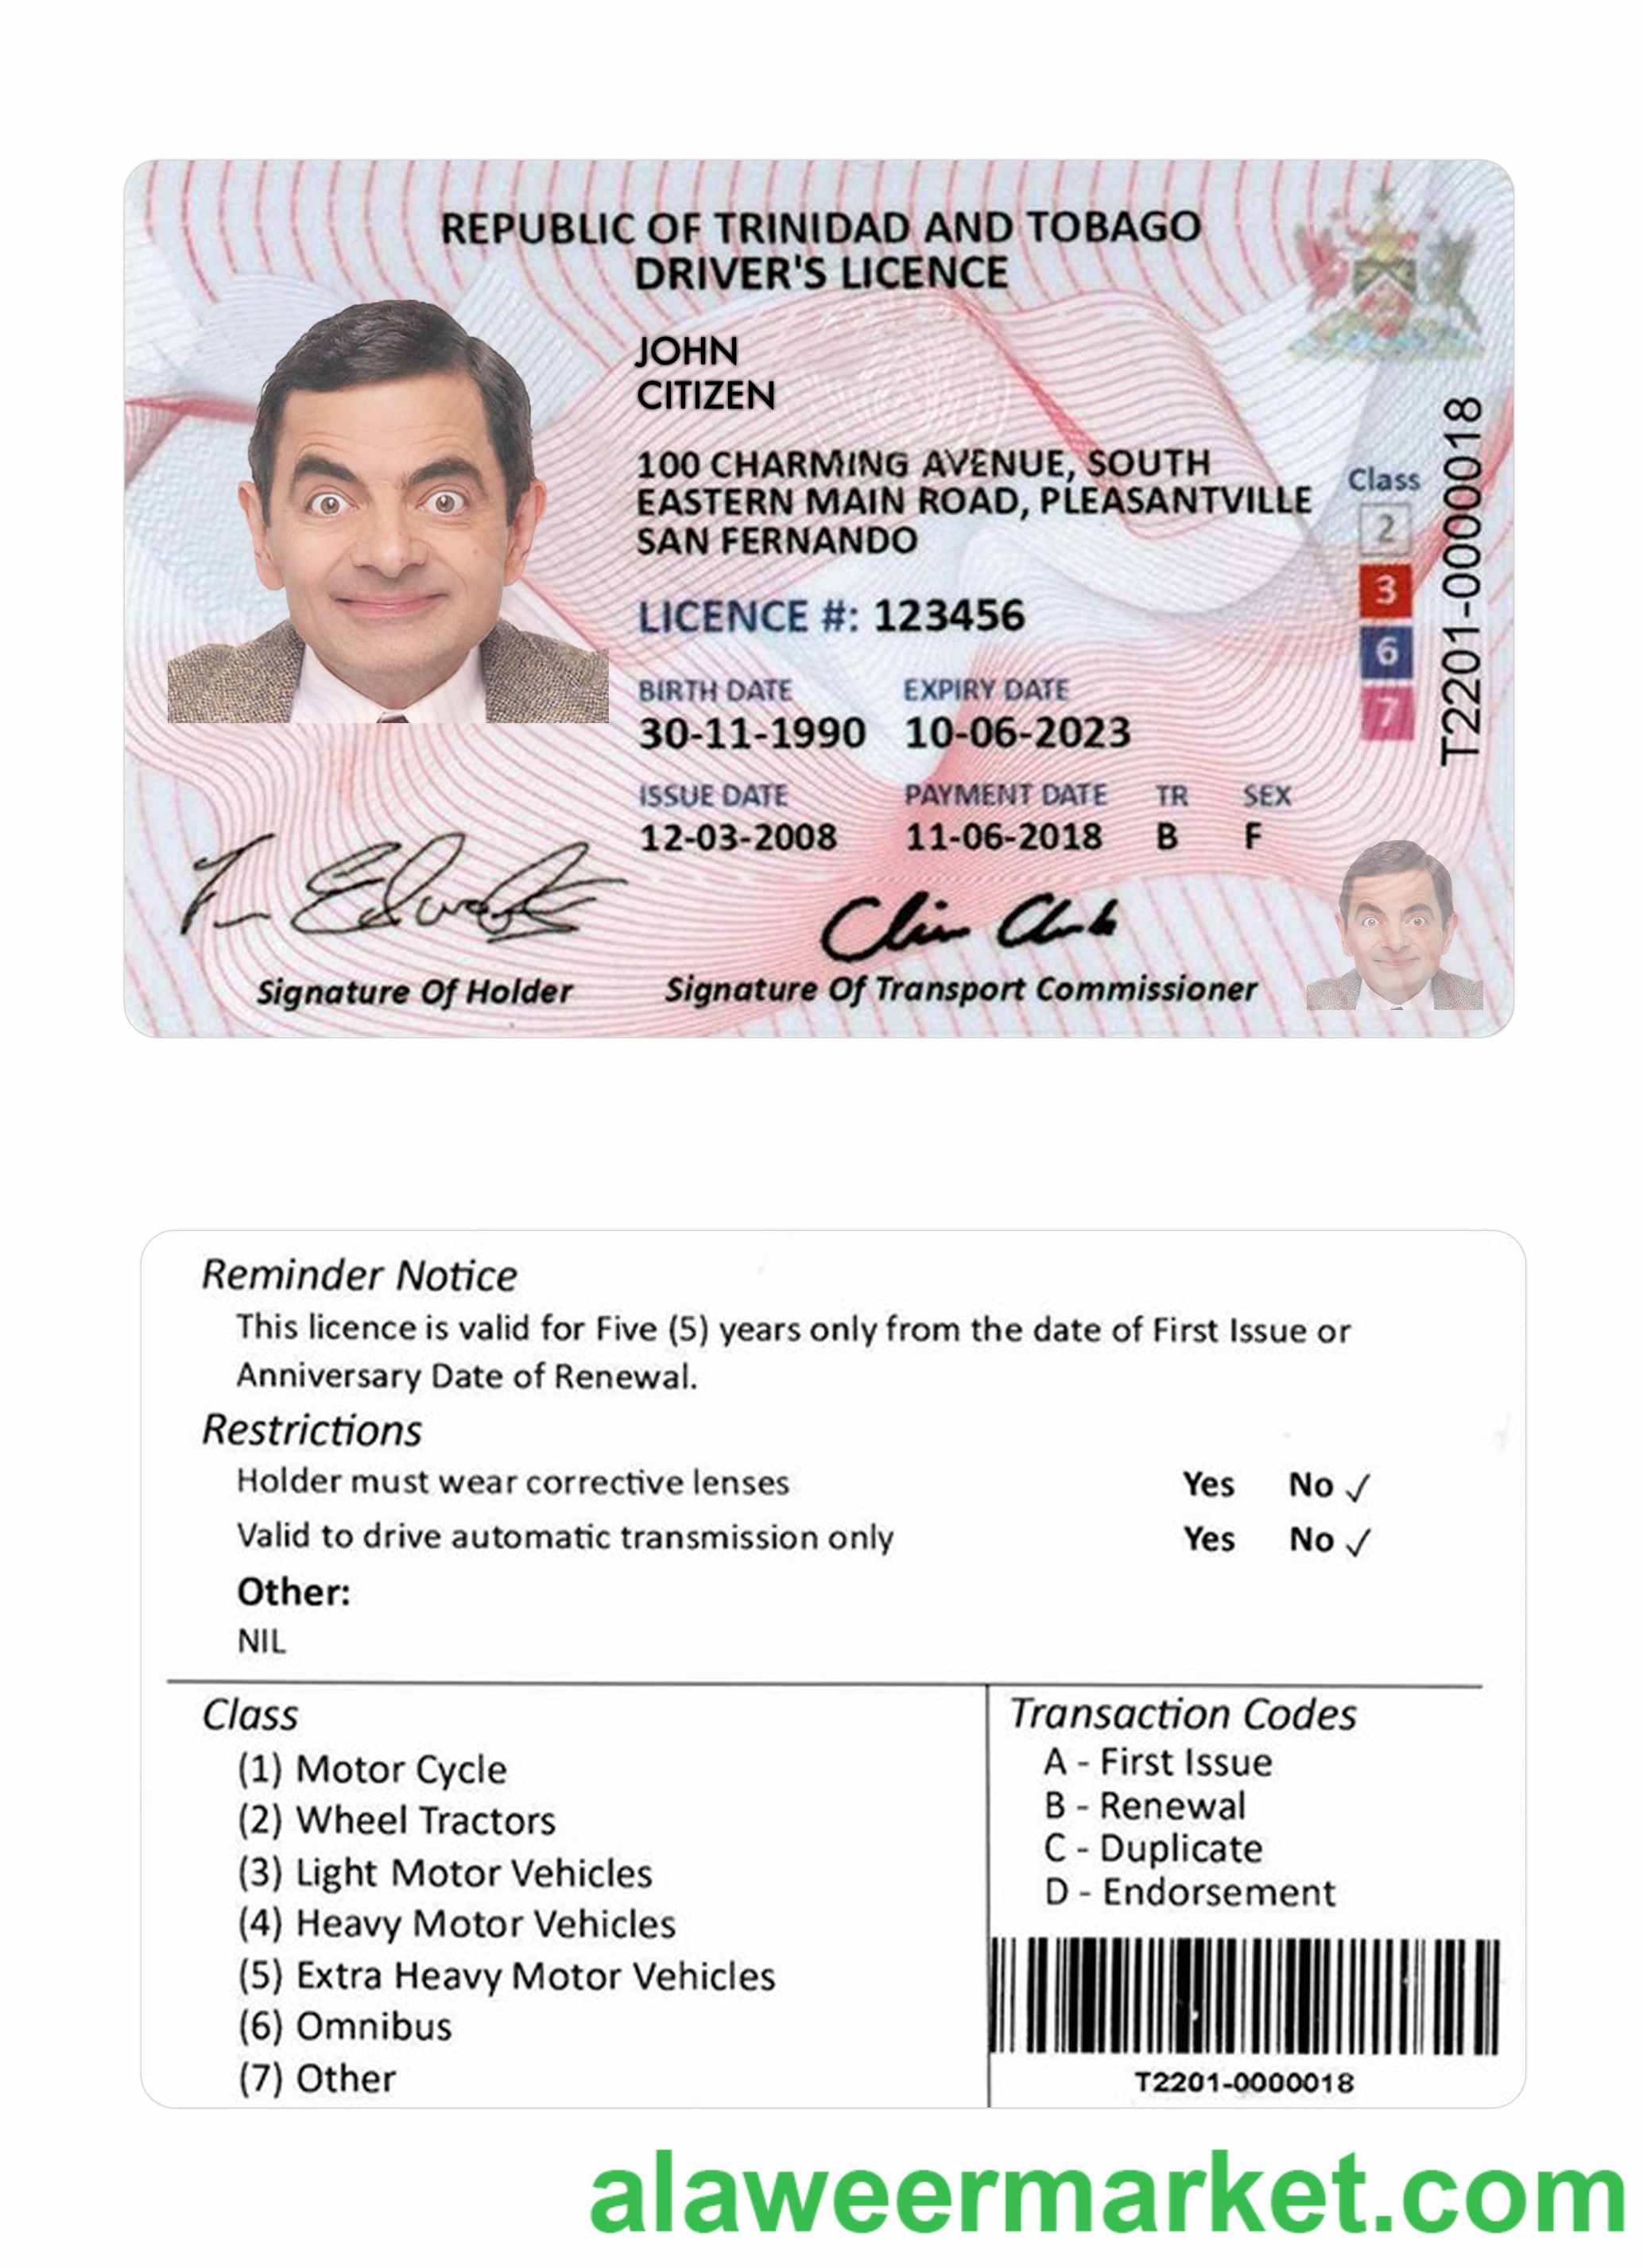 REPUBLIC OF TRINIDAD AND TOBAGO
DRIVER'S LICENCE
JOHN
CITIZEN
100 CHARMING AVENUE, SOUTH
EASTERN MAIN ROAD, PLEASANTVILLE
SAN FERNANDO
LICENCE #: 123456
BIRTH DATE EXPIRY DATE
30-11-1990 10-06-2023
ISSUE DATE PAYMENT DATE TR SEX
12-03-2008 11-06-2018 B F
Class
2
3
6
7
T2201-0000018
Signature Of Holder Signature Of Transport Commissioner
Reminder Notice
This licence is valid for Five (5) years only from the date of First Issue or
Anniversary Date of Renewal.
Restrictions
Holder must wear corrective lenses Yes No ✓
Valid to drive automatic transmission only Yes No ✓
Other:
NIL
Class
(1) Motor Cycle
(2) Wheel Tractors
(3) Light Motor Vehicles
(4) Heavy Motor Vehicles
(5) Extra Heavy Motor Vehicles
(6) Omnibus
(7) Other
Transaction Codes
A - First Issue
B - Renewal
C - Duplicate
D - Endorsement
T2201-0000018
alaweermarket.com